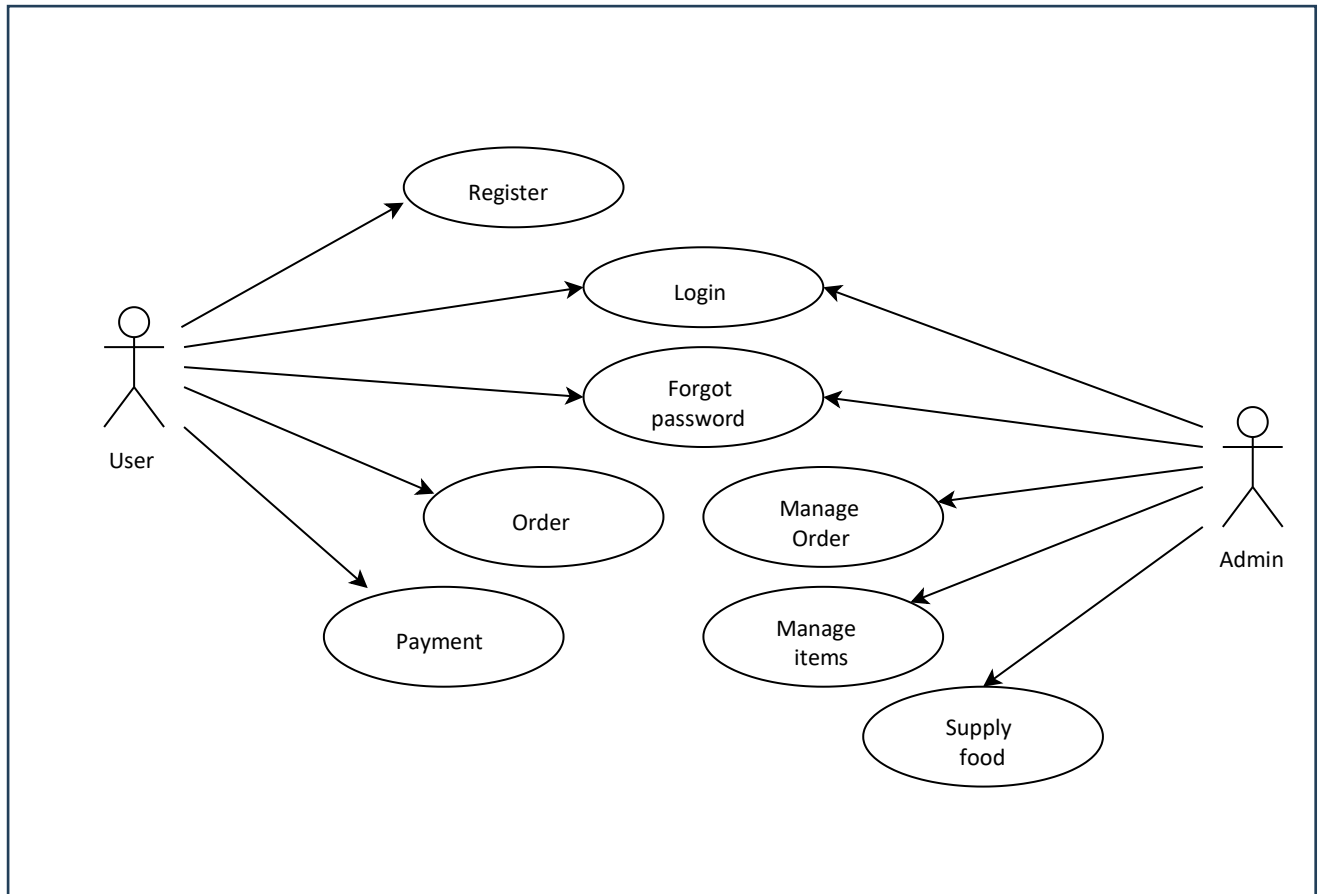 Register
Login
Forgot
password
User
Order
Manage
Order
Admin
Payment
Manage
items
Supply
food